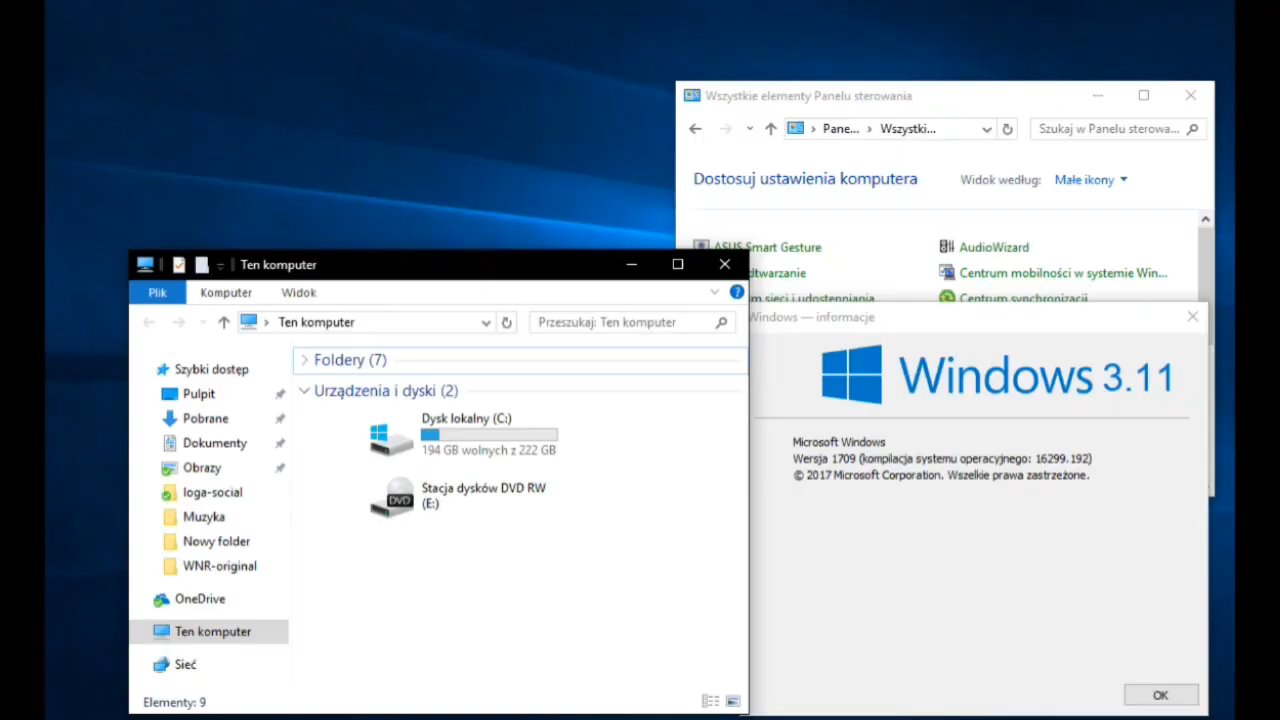 Wszystkie elementy Panelu sterowania
Pane... Wszystki...
Szukaj w Panelu sterowa...
Dostosuj ustawienia komputera
Widok według: Małe ikony
ASUS Smart Gesture
AudioWizard
Centrum mobilności w systemie Win...
Centrum synchronizacji
Ten komputer
Plik Komputer Widok
Ten komputer
Przeszukaj: Ten komputer
Szybki dostęp
Pulpit
Pobrane
Dokumenty
Obrazy
loga-social
Muzyka
Nowy folder
WNR-original
OneDrive
Ten komputer
Sieć
Foldery (7)
Urządzenia i dyski (2)
Dysk lokalny (C:)
194 GB wolnych z 222 GB
Stacja dysków DVD RW
(E:)
DVD
Elementy: 9
Windows — informacje
Windows 3.11
Microsoft Windows
Wersja 1709 (kompilacja systemu operacyjnego: 16299.192)
© 2017 Microsoft Corporation. Wszelkie prawa zastrzeżone.
OK